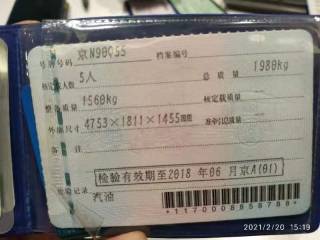 号牌号码 京N90Q55 档案编号
核定载人数 5人 总质量 1980kg
整备质量 1560kg 核定载质量
外廓尺寸 4753×1811×1455 准牵引总质量
备注
检验有效期至2018年06月京A(01)
检验记录
汽油
2021/2/20 15:19